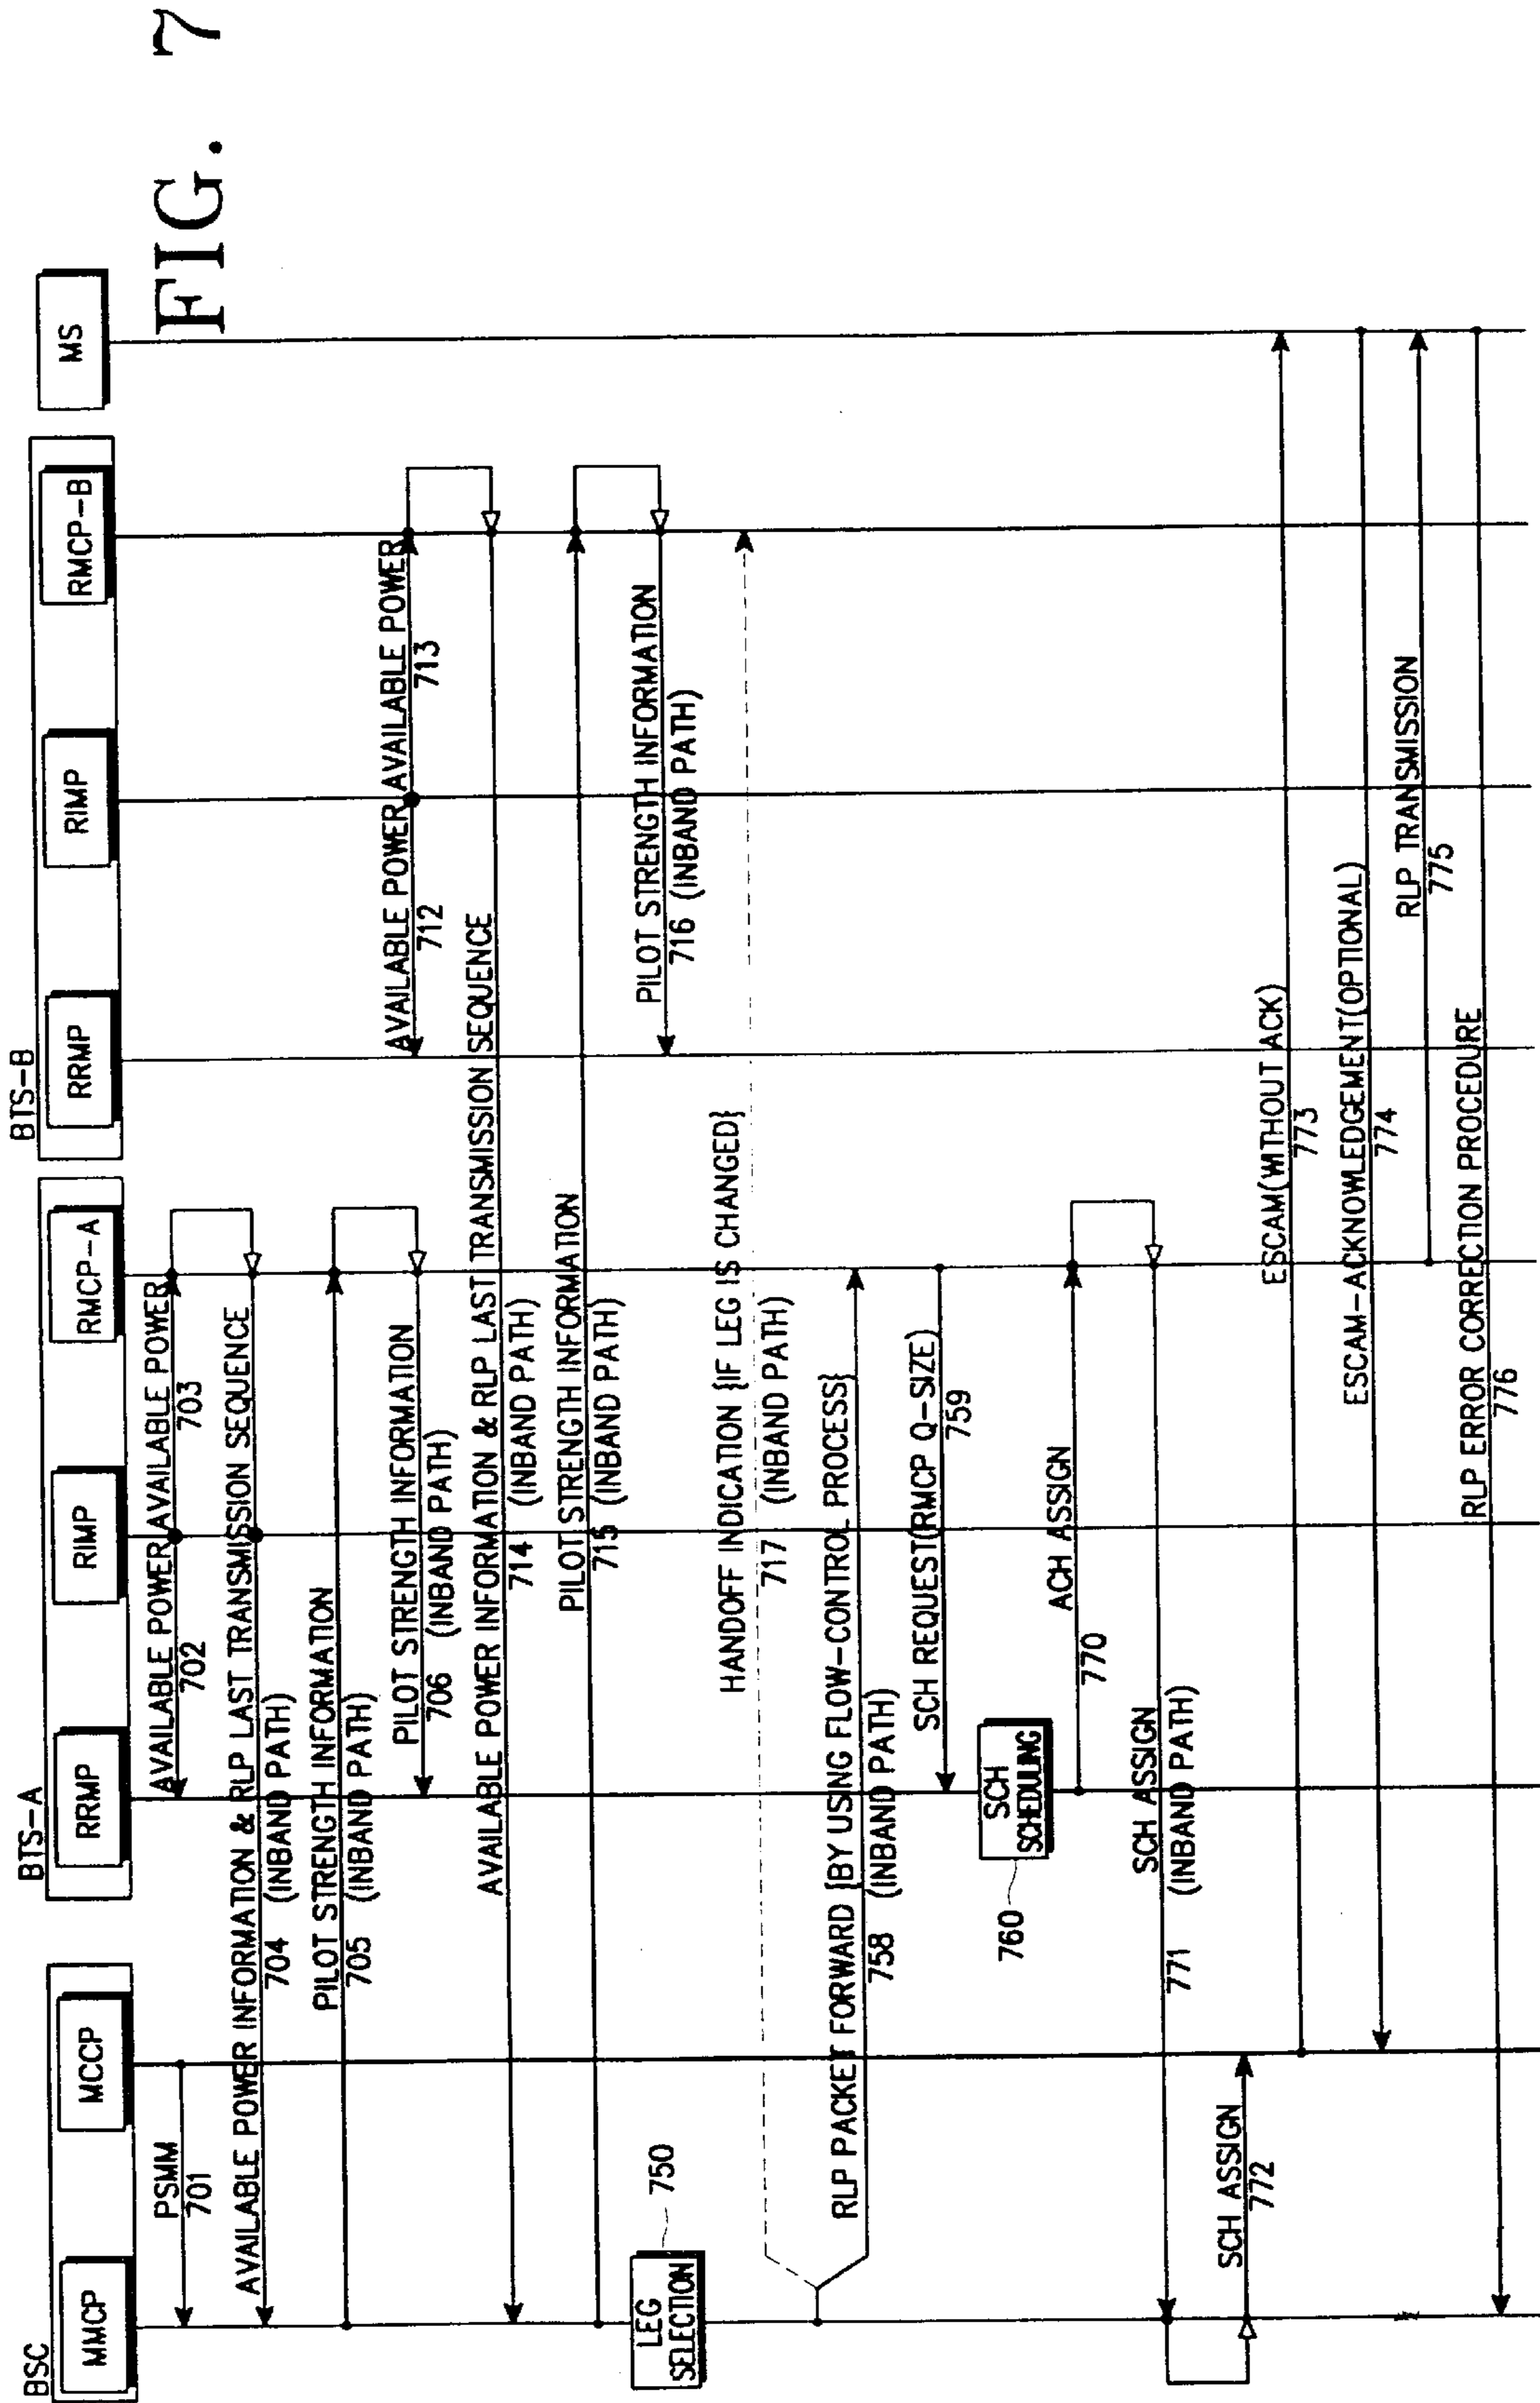 FIG. 7
BSC
BTS-A
BTS-B
MMCP
MCCP
RRMP
RIMP
RMCP-A
RRMP
RIMP
RMCP-B
MS
PSMM
701
AVAILABLE POWER
702
AVAILABLE POWER
703
AVAILABLE POWER INFORMATION & RLP LAST TRANSMISSION SEQUENCE
704 (INBAND PATH)
PILOT STRENGTH INFORMATION
705 (INBAND PATH)
PILOT STRENGTH INFORMATION
706 (INBAND PATH)
AVAILABLE POWER
712
AVAILABLE POWER
713
AVAILABLE POWER INFORMATION & RLP LAST TRANSMISSION SEQUENCE
714 (INBAND PATH)
PILOT STRENGTH INFORMATION
715 (INBAND PATH)
PILOT STRENGTH INFORMATION
716 (INBAND PATH)
LEG
SELECTION
750
HANDOFF INDICATION {IF LEG IS CHANGED}
717 (INBAND PATH)
RLP PACKET FORWARD {BY USING FLOW-CONTROL PROCESS}
758 (INBAND PATH)
SCH REQUEST(RMCP Q-SIZE)
759
SCH
SCHEDULING
760
ACH ASSIGN
770
SCH ASSIGN
771 (INBAND PATH)
SCH ASSIGN
772
ESCAM(WITHOUT ACK)
773
ESCAM-ACKNOWLEDGEMENT(OPTIONAL)
774
RLP TRANSMISSION
775
RLP ERROR CORRECTION PROCEDURE
776